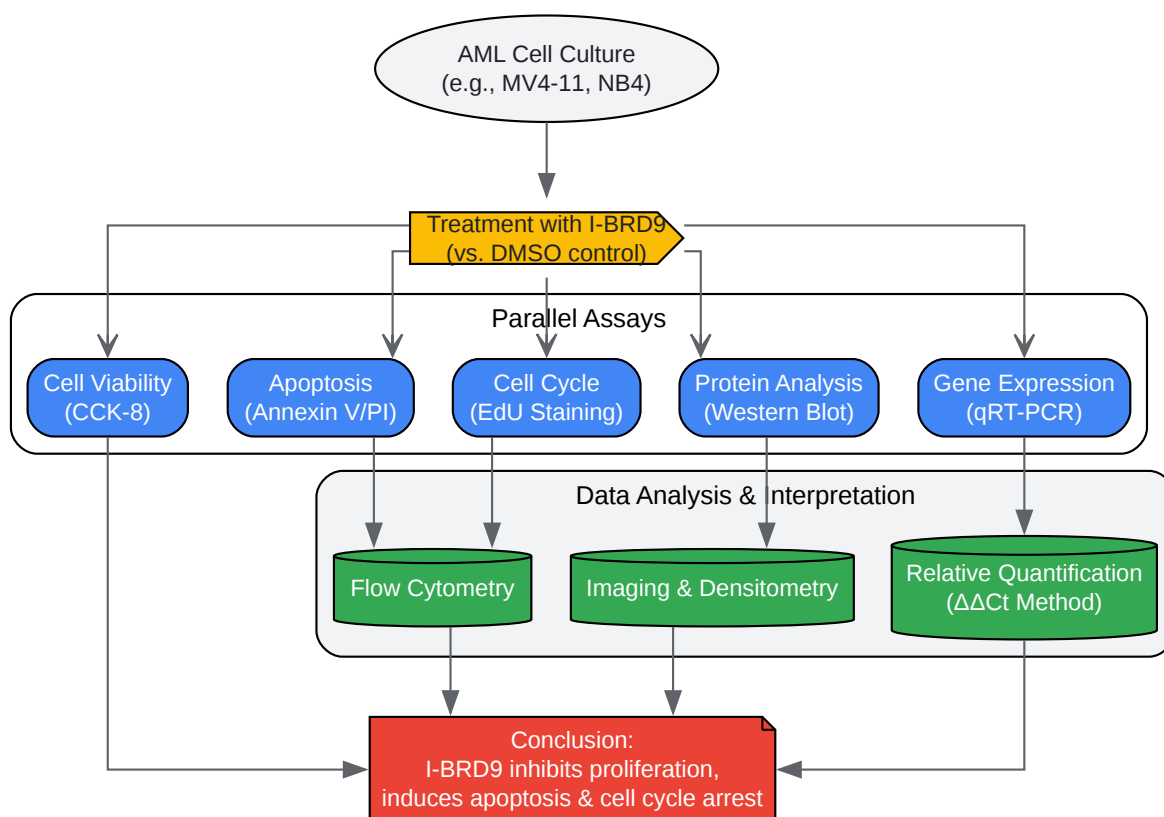 AML Cell Culture
(e.g., MV4-11, NB4)
Treatment with I-BRD9
(vs. DMSO control)
Parallel Assays
Cell Viability
(CCK-8)
Apoptosis
(Annexin V/PI)
Cell Cycle
(EdU Staining)
Protein Analysis
(Western Blot)
Gene Expression
(qRT-PCR)
Data Analysis & Interpretation
Flow Cytometry
Imaging & Densitometry
Relative Quantification
(ΔΔCt Method)
Conclusion:
I-BRD9 inhibits proliferation,
induces apoptosis & cell cycle arrest